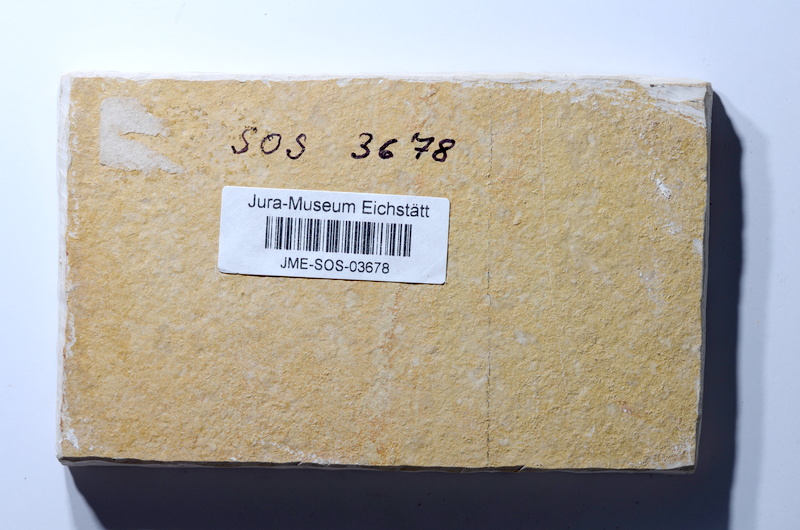 SOS 3678
Jura-Museum Eichstätt
JME-SOS-03678